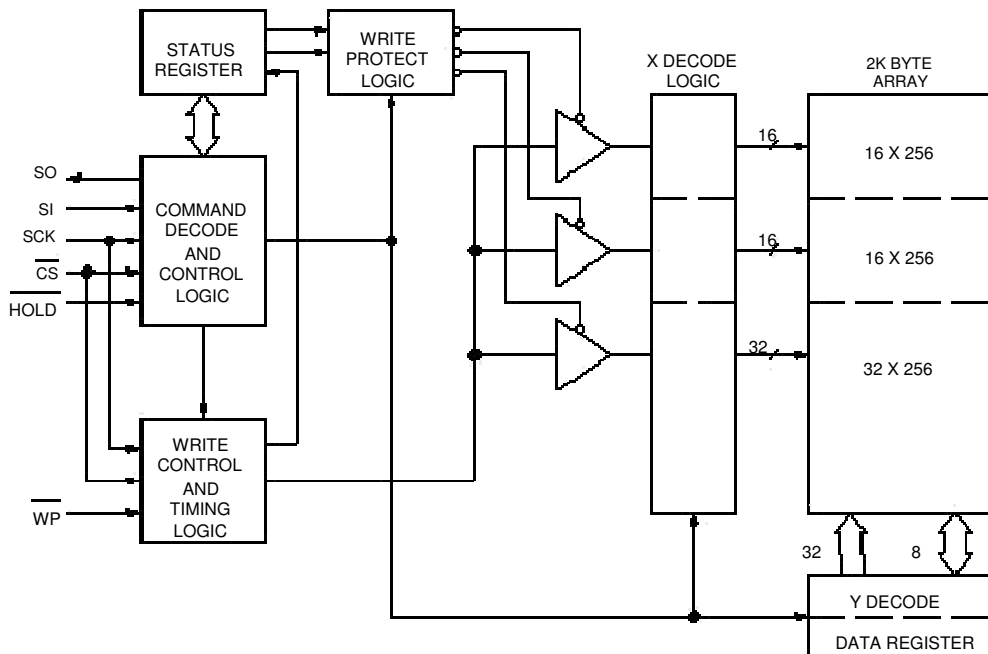 STATUS
REGISTER
WRITE
PROTECT
LOGIC
X DECODE
LOGIC
2K BYTE
ARRAY
SO
SI
SCK
CS
HOLD
COMMAND
DECODE
AND
CONTROL
LOGIC
16
16 X 256
16
16 X 256
32
32 X 256
WP
WRITE
CONTROL
AND
TIMING
LOGIC
32
8
Y DECODE
DATA REGISTER